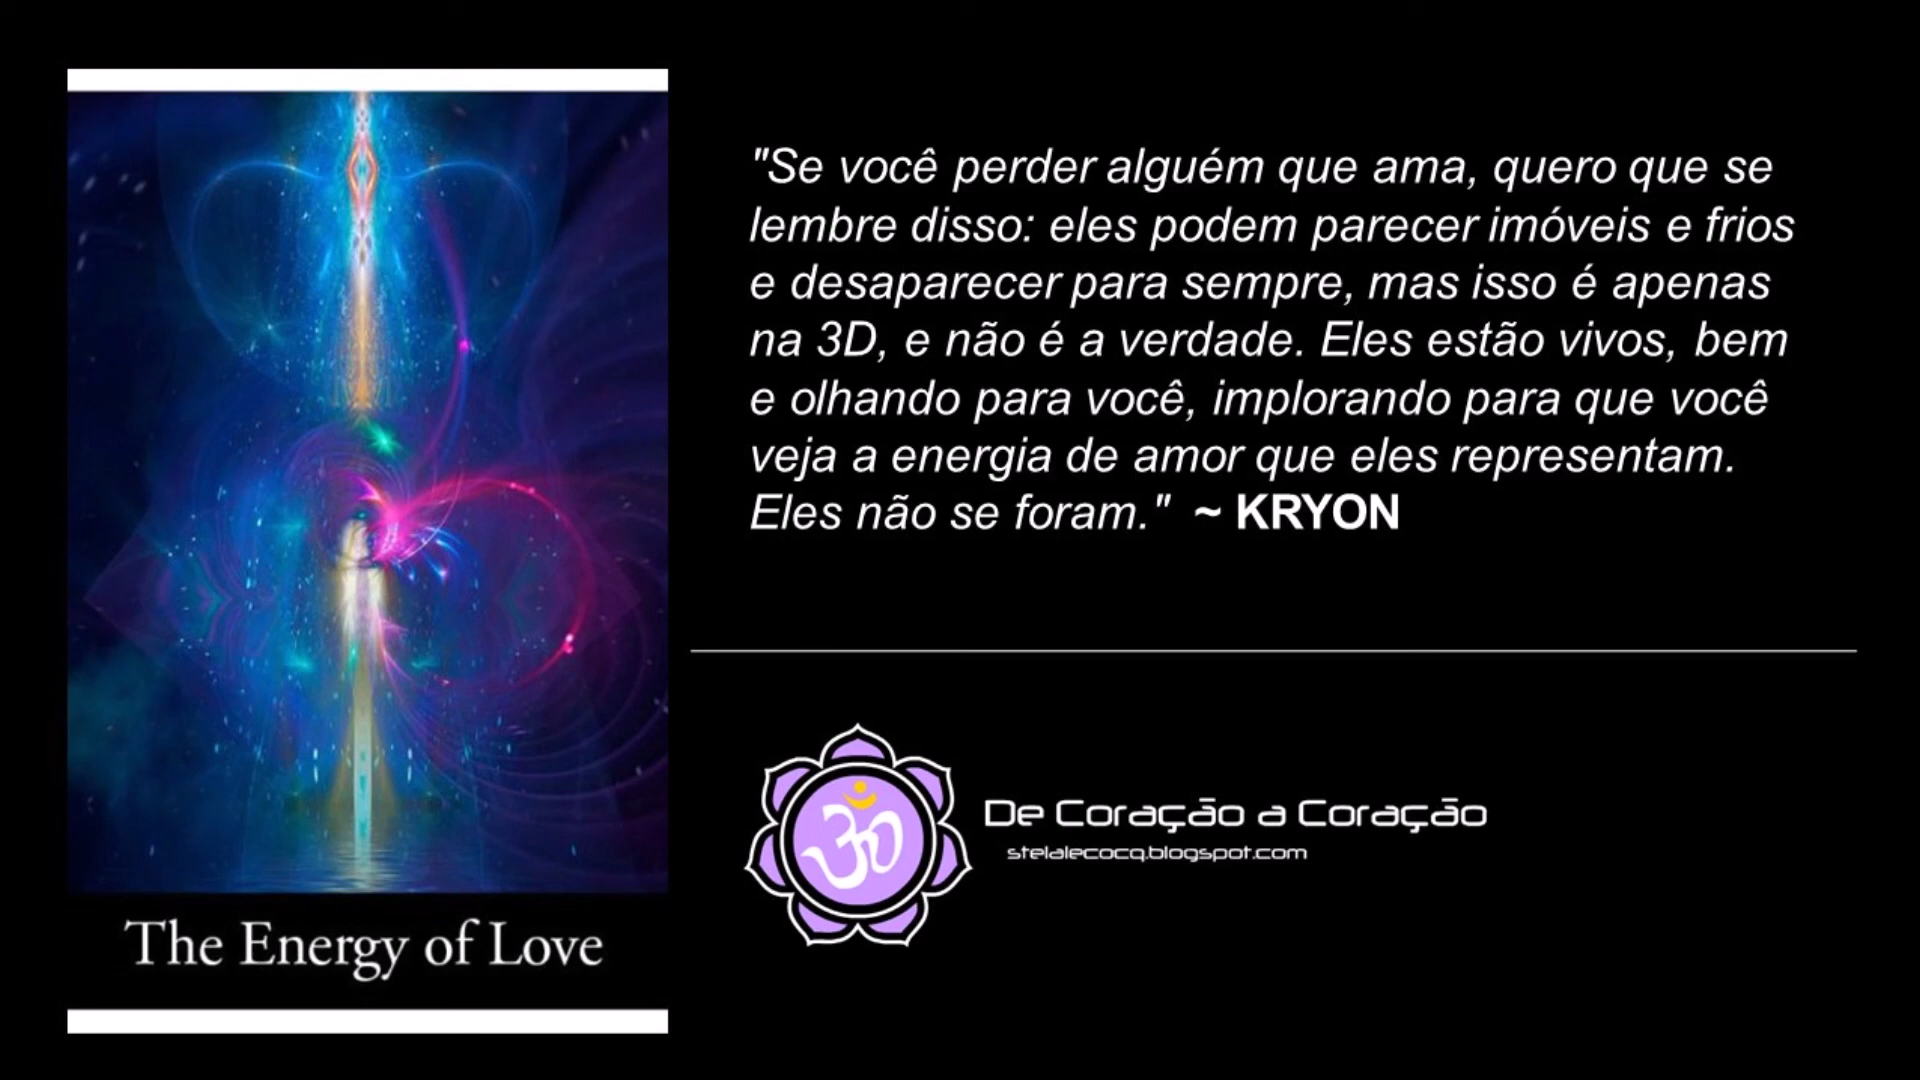 "Se você perder alguém que ama, quero que se
lembre disso: eles podem parecer imóveis e frios
e desaparecer para sempre, mas isso é apenas
na 3D, e não é a verdade. Eles estão vivos, bem
e olhando para você, implorando para que você
veja a energia de amor que eles representam.
Eles não se foram." ~ KRYON
The Energy of Love
ॐ
De Coração a Coração
stelalecocq.blogspot.com